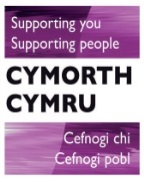 Supporting you
Supporting people
CYMORTH
CYMRU
Cefnogi chi
Cefnogi pobl